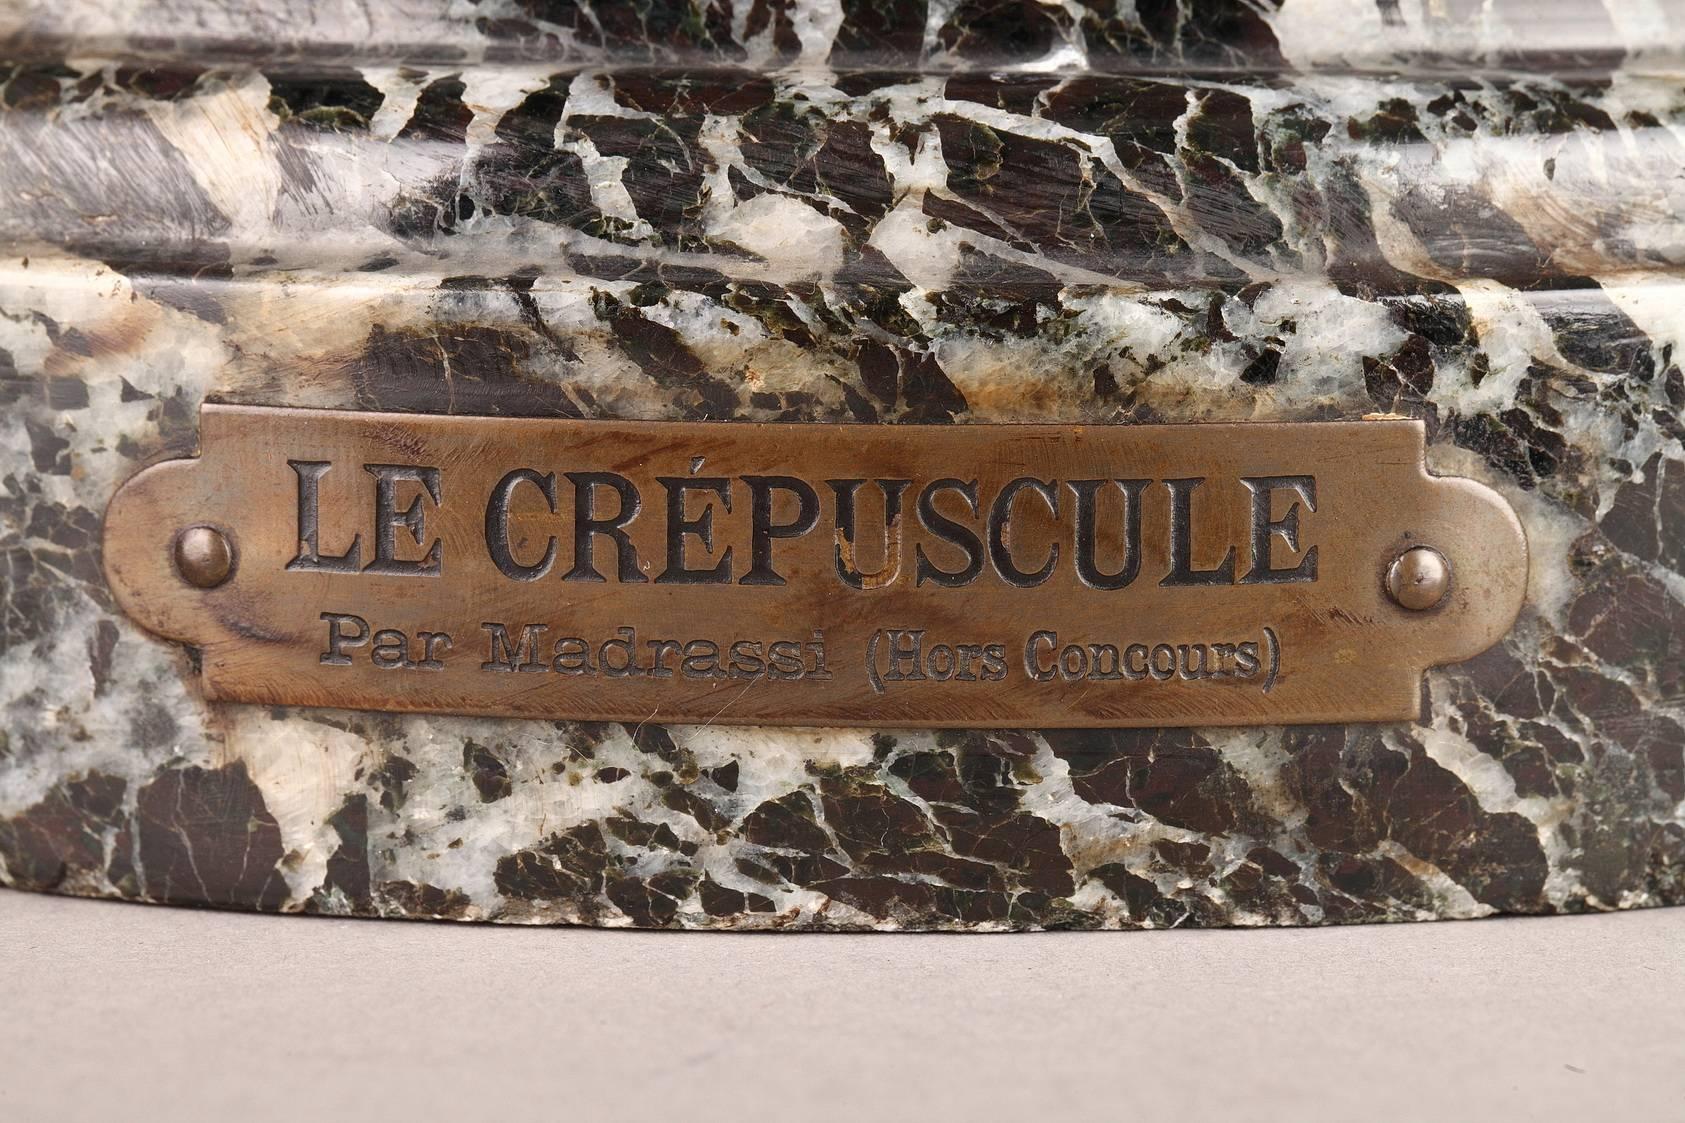 LE CRÉPUSCULE
Par Madrassi (Hors Concours)